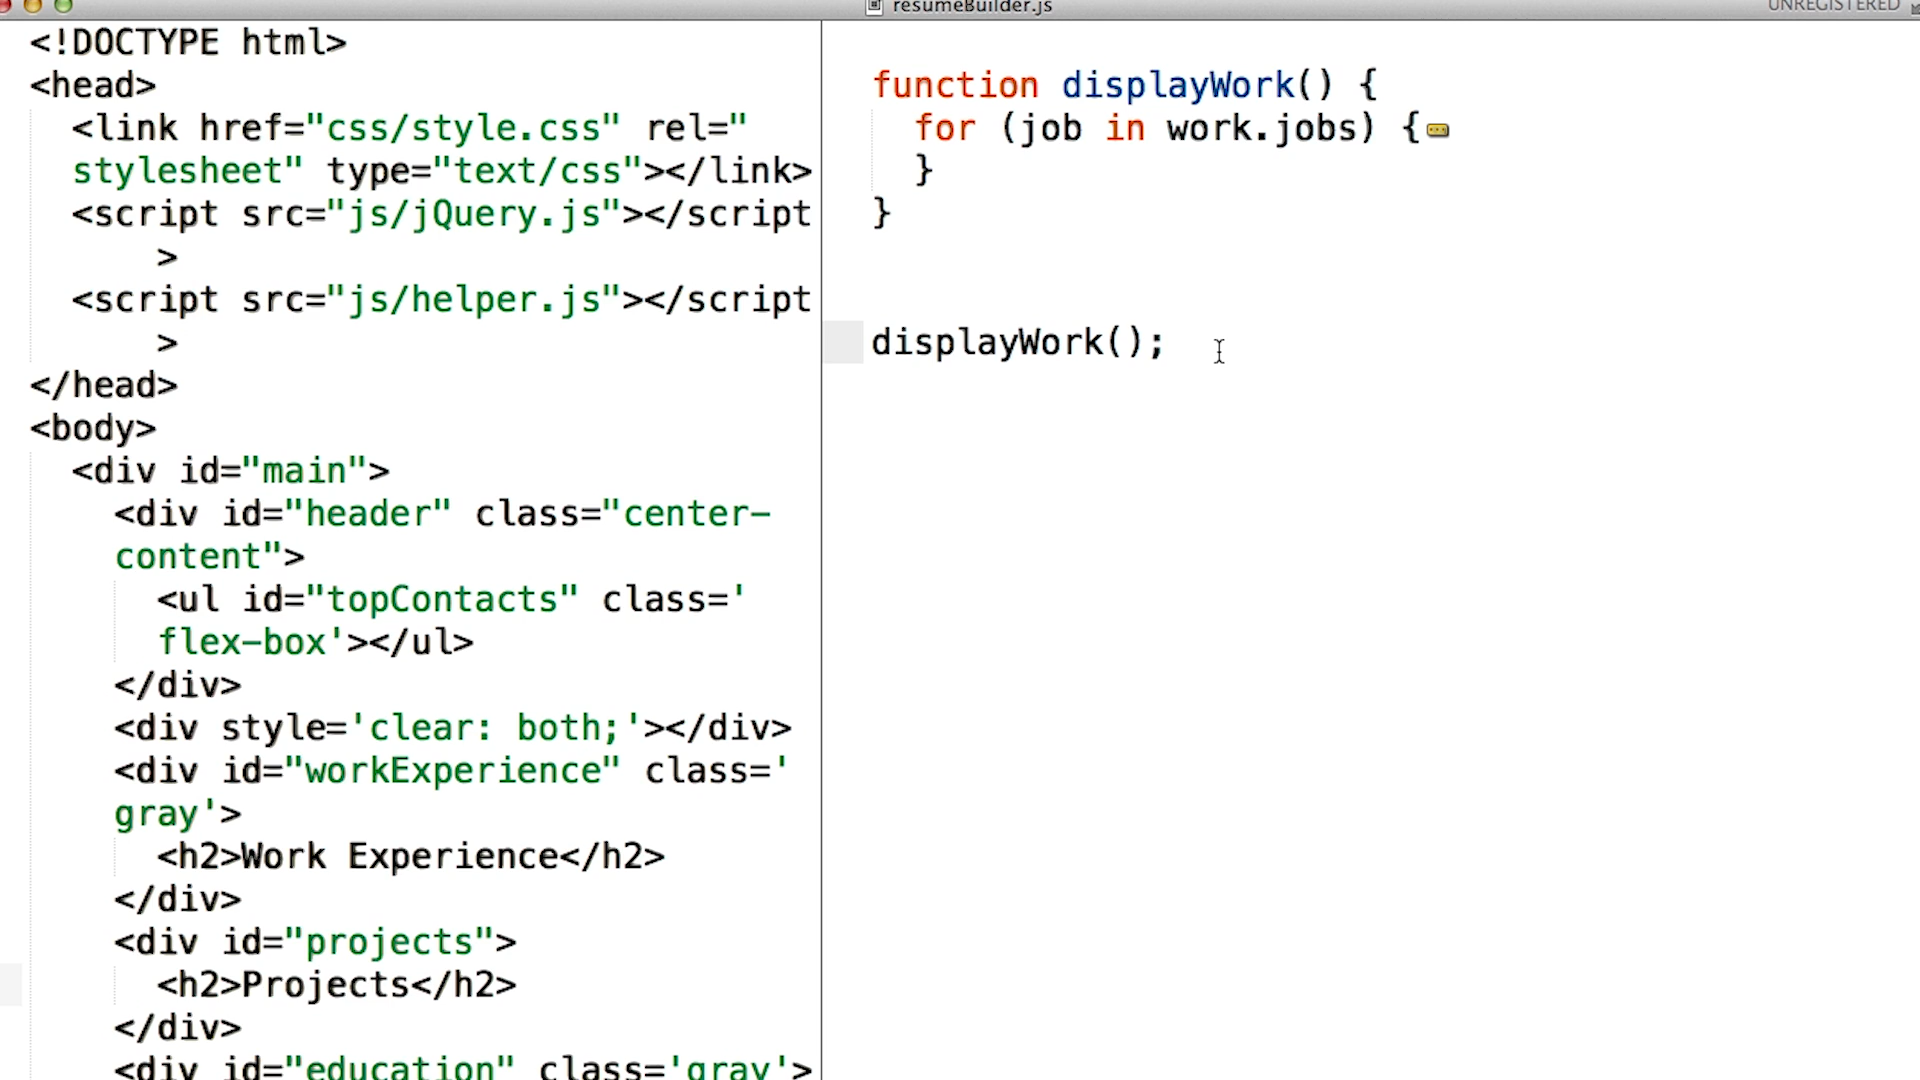 resumeBuilder.js
UNREGISTERED
<!DOCTYPE html>
<head>
<link href="css/style.css" rel="
stylesheet" type="text/css"></link>
<script src="js/jQuery.js"></script
>
<script src="js/helper.js"></script
>
</head>
<body>
<div id="main">
<div id="header" class="center-
content">
<ul id="topContacts" class='
flex-box'></ul>
</div>
<div style='clear: both;'></div>
<div id="workExperience" class='
gray'>
<h2>Work Experience</h2>
</div>
<div id="projects">
<h2>Projects</h2>
</div>
<div id="education" class='gray'>
function displayWork() {
for (job in work.jobs) {
}
}
displayWork();